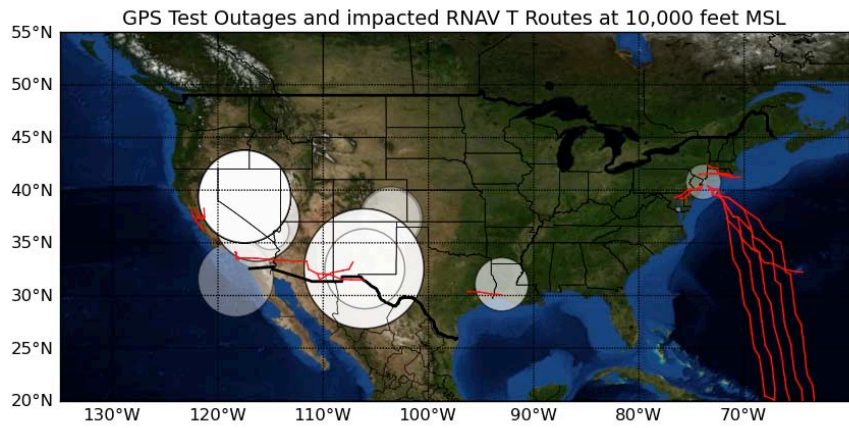 GPS Test Outages and impacted RNAV T Routes at 10,000 feet MSL
55°N
50°N
45°N
40°N
35°N
30°N
25°N
20°N
130°W 120°W 110°W 100°W 90°W 80°W 70°W